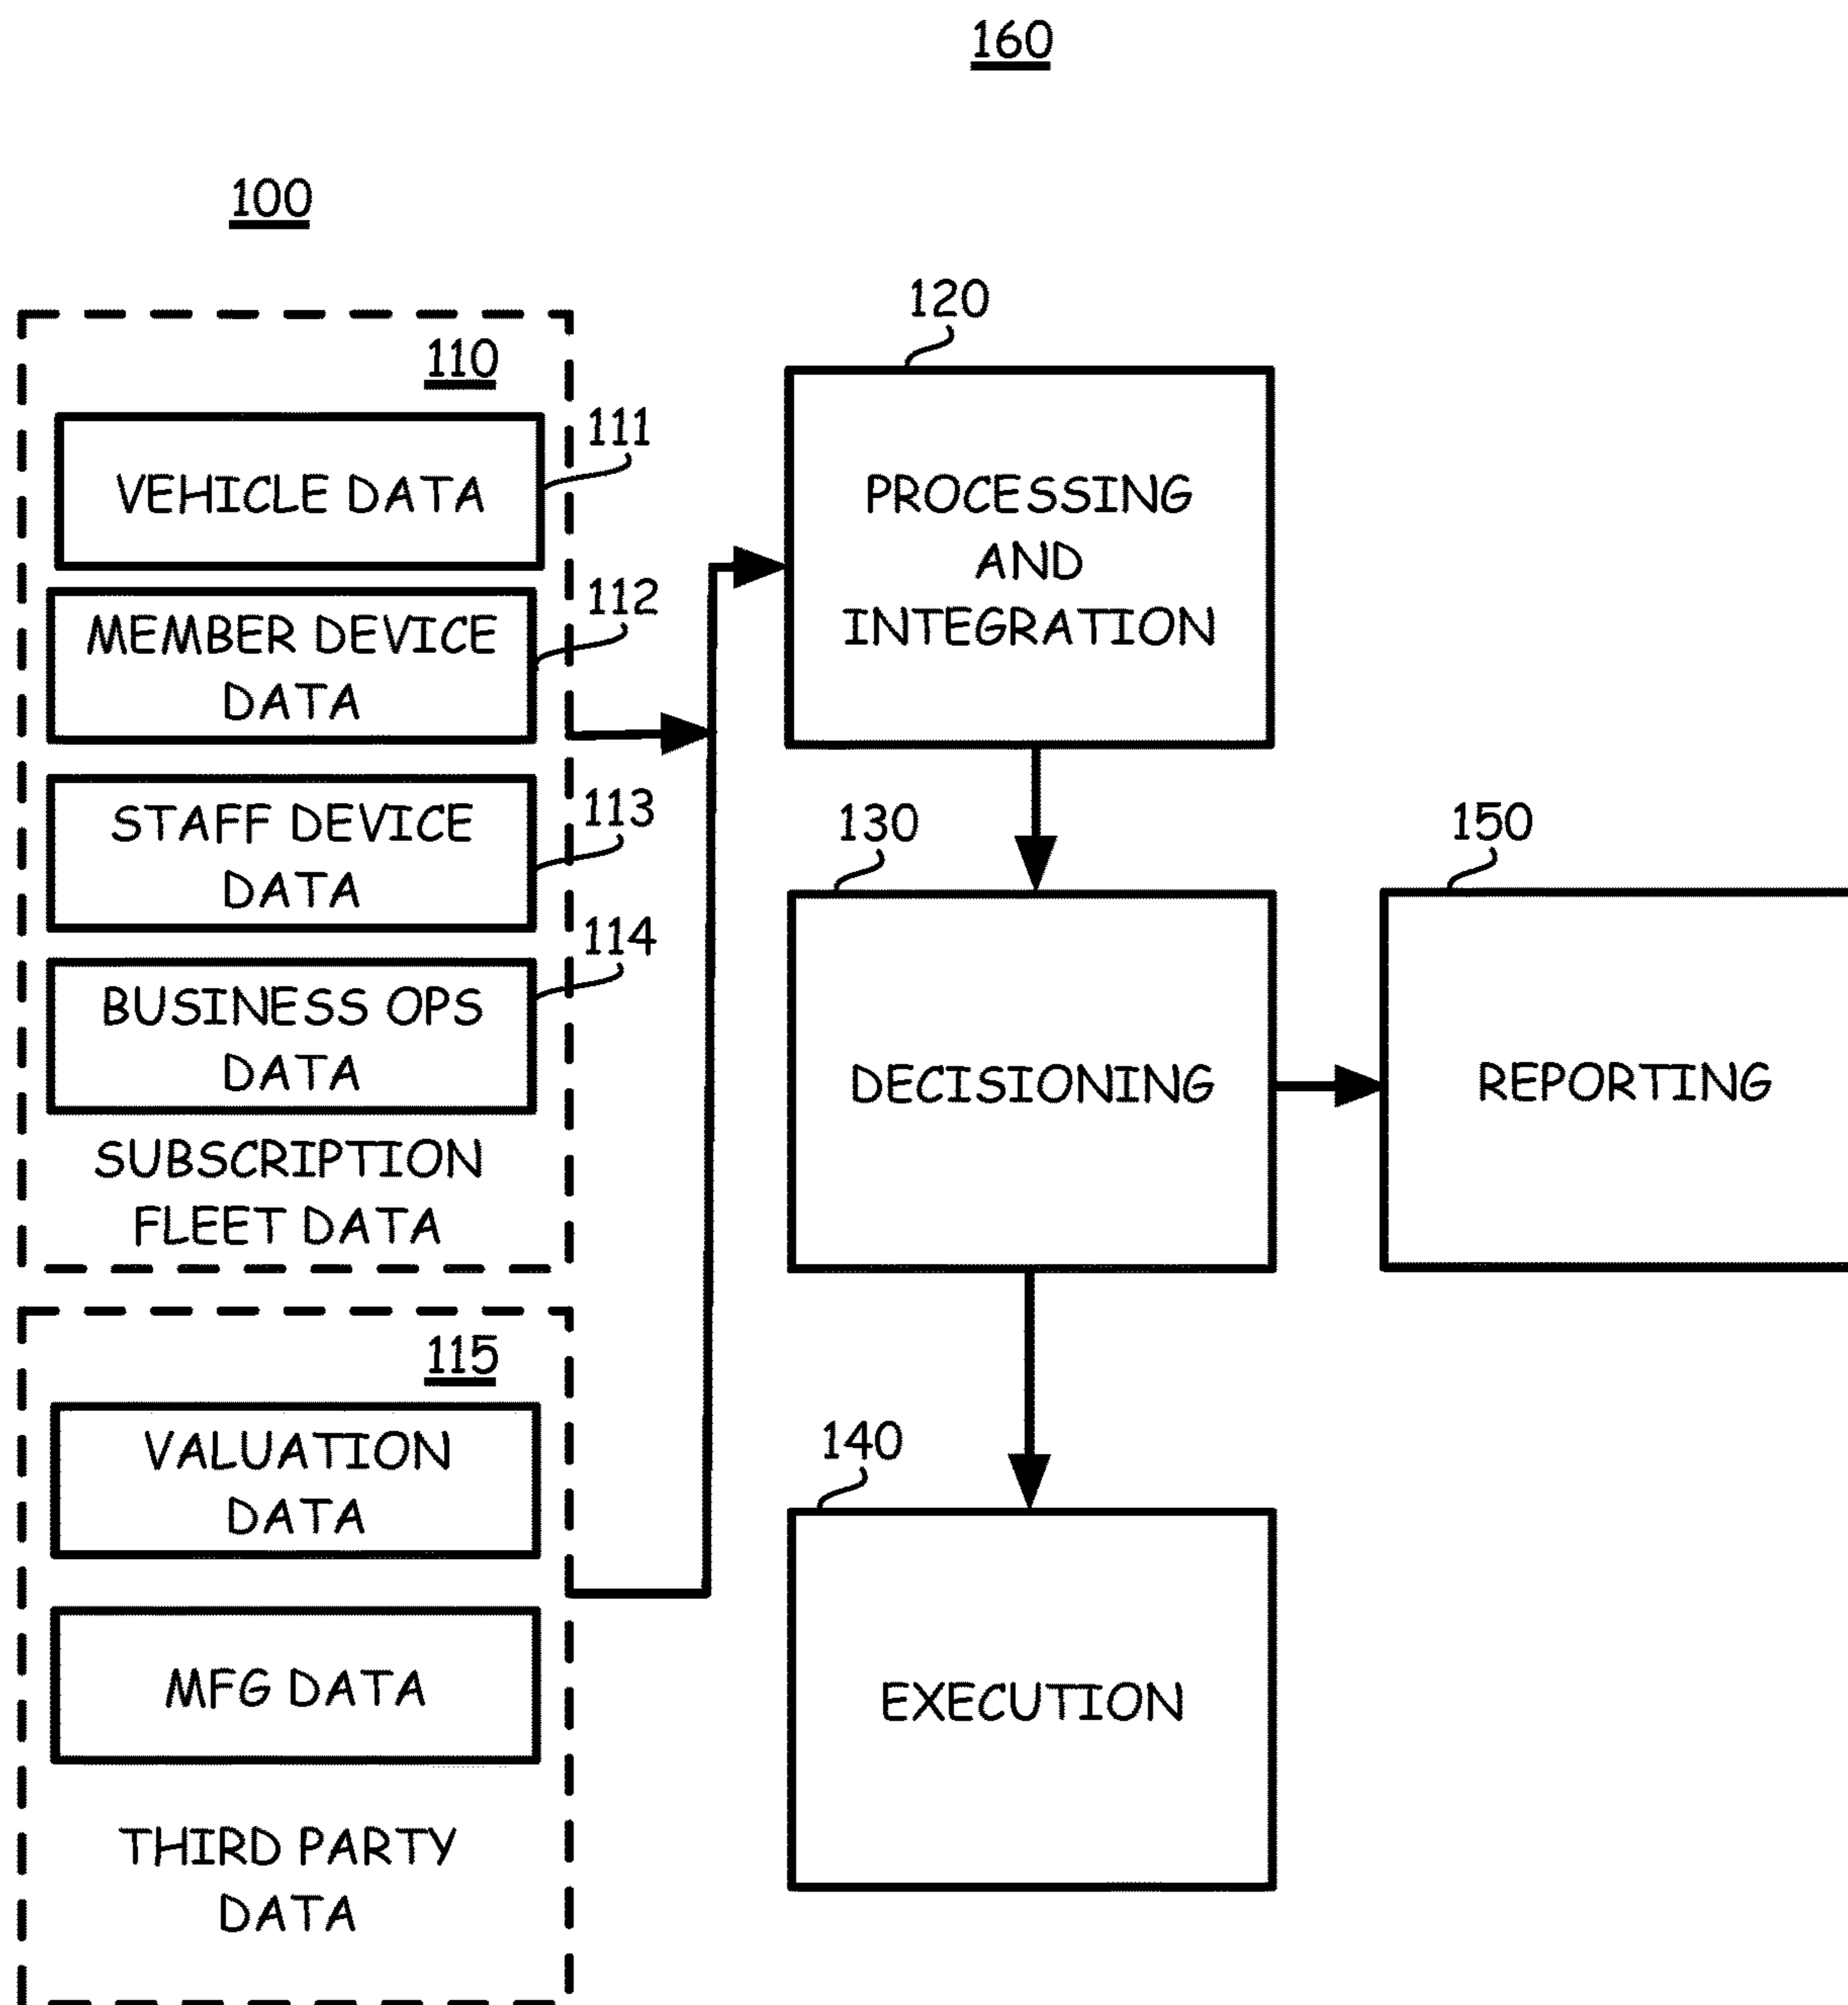 160
100
110
111
VEHICLE DATA
112
MEMBER DEVICE
DATA
113
STAFF DEVICE
DATA
114
BUSINESS OPS
DATA
SUBSCRIPTION
FLEET DATA
115
VALUATION
DATA
MFG DATA
THIRD PARTY
DATA
120
PROCESSING
AND
INTEGRATION
130
DECISIONING
150
REPORTING
140
EXECUTION